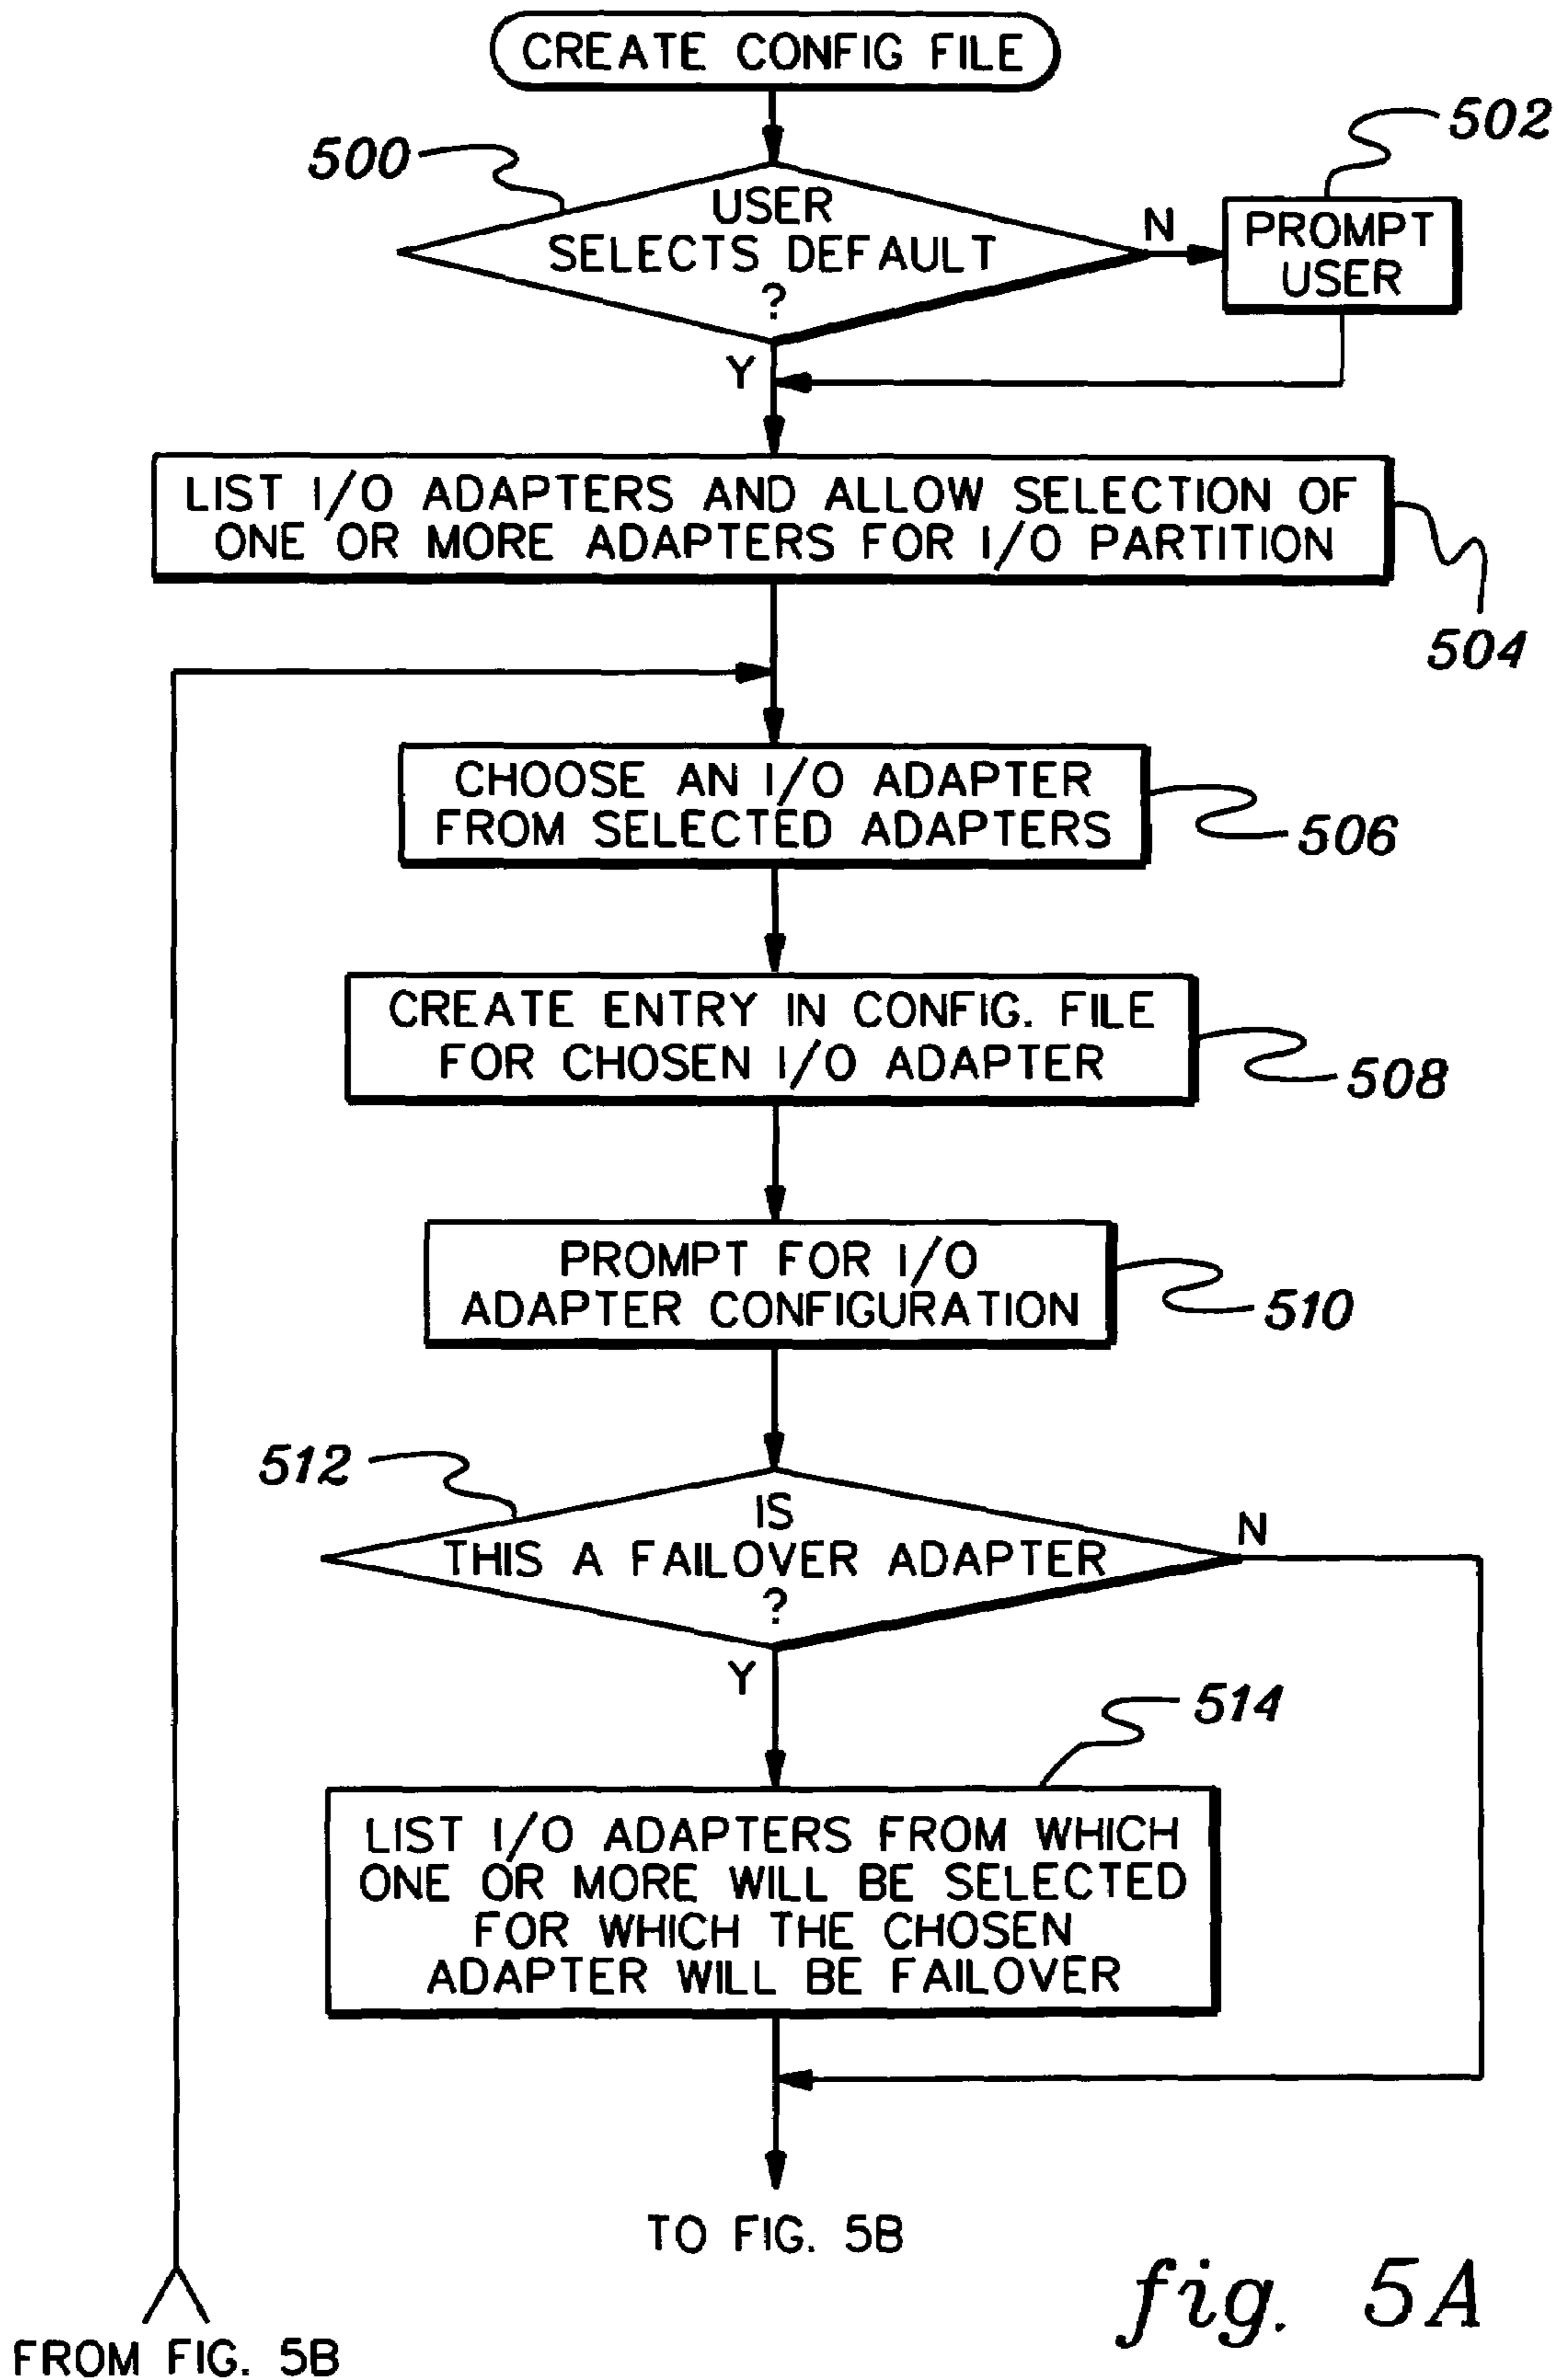 CREATE CONFIG FILE
500
502
USER
SELECTS DEFAULT
?
N
PROMPT
USER
Y
LIST I/O ADAPTERS AND ALLOW SELECTION OF
ONE OR MORE ADAPTERS FOR I/O PARTITION
504
CHOOSE AN I/O ADAPTER
FROM SELECTED ADAPTERS
506
CREATE ENTRY IN CONFIG. FILE
FOR CHOSEN I/O ADAPTER
508
PROMPT FOR I/O
ADAPTER CONFIGURATION
510
512
IS
THIS A FAILOVER ADAPTER
?
N
Y
514
LIST I/O ADAPTERS FROM WHICH
ONE OR MORE WILL BE SELECTED
FOR WHICH THE CHOSEN
ADAPTER WILL BE FAILOVER
TO FIG. 5B
fig. 5A
FROM FIG. 5B